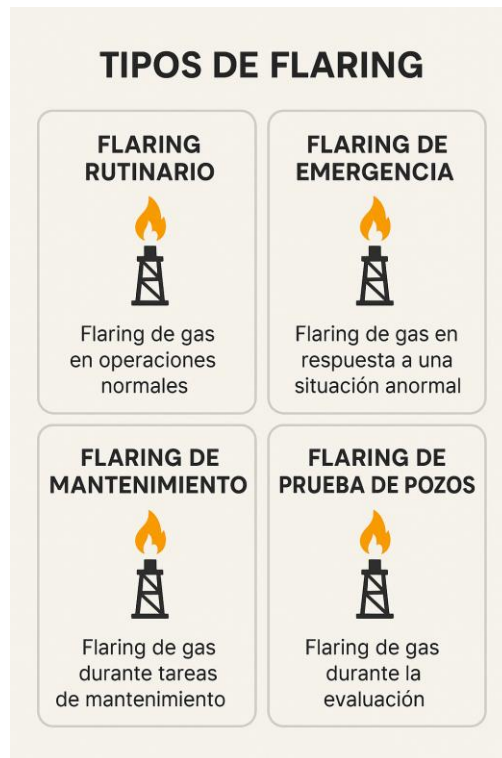 TIPOS DE FLARING
FLARING
RUTINARIO
Flaring de gas
en operaciones
normales
FLARING DE
EMERGENCIA
Flaring de gas en
respuesta a una
situación anormal
FLARING DE
MANTENIMIENTO
Flaring de gas
durante tareas
de mantenimiento
FLARING DE
PRUEBA DE POZOS
Flaring de gas
durante la
evaluación